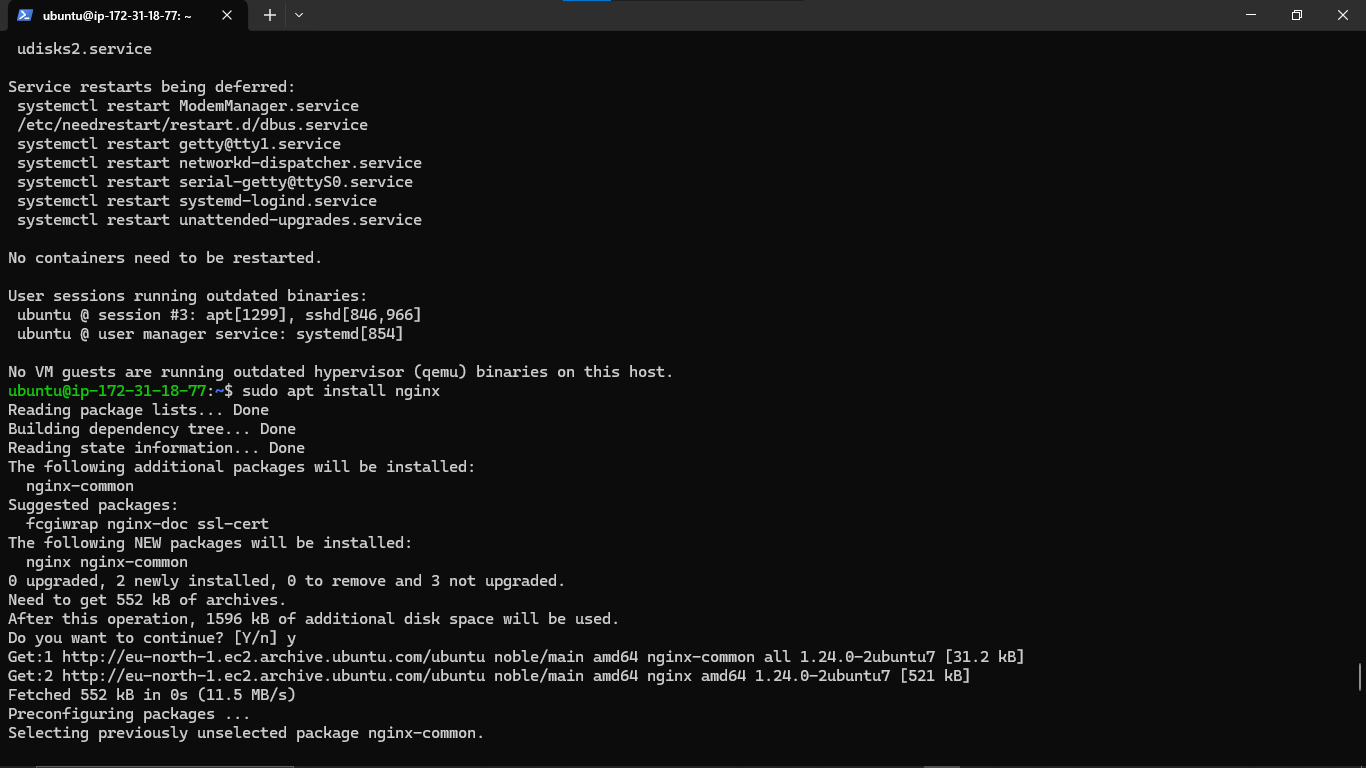 ubuntu@ip-172-31-18-77: ~
udisks2.service
Service restarts being deferred:
systemctl restart ModemManager.service
/etc/needrestart/restart.d/dbus.service
systemctl restart getty@tty1.service
systemctl restart networkd-dispatcher.service
systemctl restart serial-getty@ttyS0.service
systemctl restart systemd-logind.service
systemctl restart unattended-upgrades.service
No containers need to be restarted.
User sessions running outdated binaries:
ubuntu @ session #3: apt[1299], sshd[846,966]
ubuntu @ user manager service: systemd[854]
No VM guests are running outdated hypervisor (qemu) binaries on this host.
ubuntu@ip-172-31-18-77:~$ sudo apt install nginx
Reading package lists... Done
Building dependency tree... Done
Reading state information... Done
The following additional packages will be installed:
nginx-common
Suggested packages:
fcgiwrap nginx-doc ssl-cert
The following NEW packages will be installed:
nginx nginx-common
0 upgraded, 2 newly installed, 0 to remove and 3 not upgraded.
Need to get 552 kB of archives.
After this operation, 1596 kB of additional disk space will be used.
Do you want to continue? [Y/n] y
Get:1 http://eu-north-1.ec2.archive.ubuntu.com/ubuntu noble/main amd64 nginx-common all 1.24.0-2ubuntu7 [31.2 kB]
Get:2 http://eu-north-1.ec2.archive.ubuntu.com/ubuntu noble/main amd64 nginx amd64 1.24.0-2ubuntu7 [521 kB]
Fetched 552 kB in 0s (11.5 MB/s)
Preconfiguring packages ...
Selecting previously unselected package nginx-common.